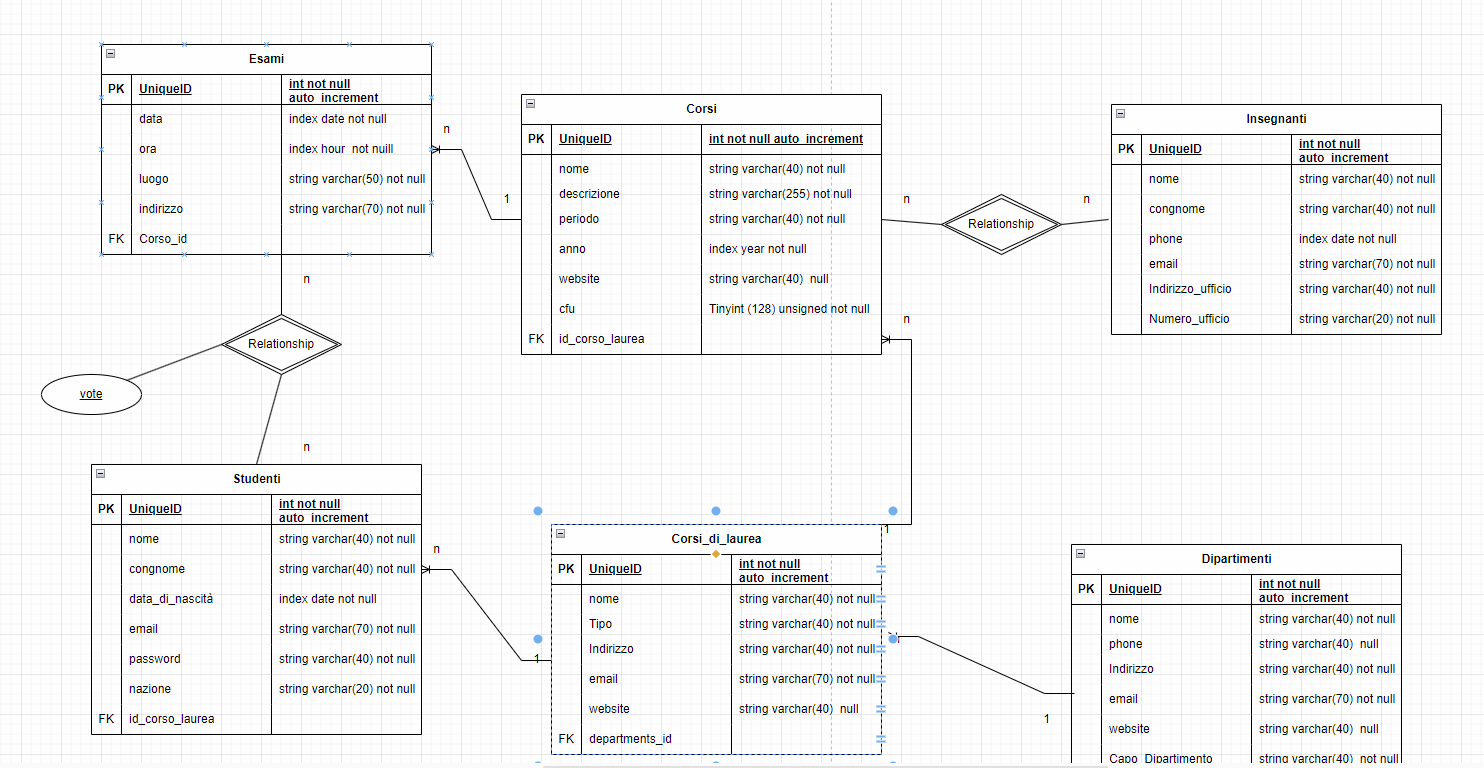 Esami
PK UniqueID int not null
auto_increment
data index date not null
ora index hour not nuill
luogo string varchar(50) not null
indirizzo string varchar(70) not null
FK Corso_id
n
1
Corsi
PK UniqueID int not null auto_increment
nome string varchar(40) not null
descrizione string varchar(255) not null
periodo string varchar(40) not null
anno index year not null
website string varchar(40) null
cfu Tinyint (128) unsigned not null
FK id_corso_laurea
n
Relationship
n
Insegnanti
PK UniqueID int not null
auto_increment
nome string varchar(40) not null
congnome string varchar(40) not null
phone index date not null
email string varchar(70) not null
Indirizzo_ufficio string varchar(40) not null
Numero_ufficio string varchar(20) not null
n
Relationship
vote
n
n
1
Studenti
PK UniqueID int not null
auto_increment
nome string varchar(40) not null
congnome string varchar(40) not null
data_di_nascità index date not null
email string varchar(70) not null
password string varchar(40) not null
nazione string varchar(20) not null
FK id_corso_laurea
n
1
Corsi_di_laurea
PK UniqueID int not null
auto_increment
nome string varchar(40) not null
Tipo string varchar(40) not null
Indirizzo string varchar(40) not null
email string varchar(70) not null
website string varchar(40) null
FK departments_id
1
Dipartimenti
PK UniqueID int not null
auto_increment
nome string varchar(40) not null
phone string varchar(40) null
Indirizzo string varchar(40) not null
email string varchar(70) not null
website string varchar(40) null
Capo_Dipartimento string varchar(40) not null